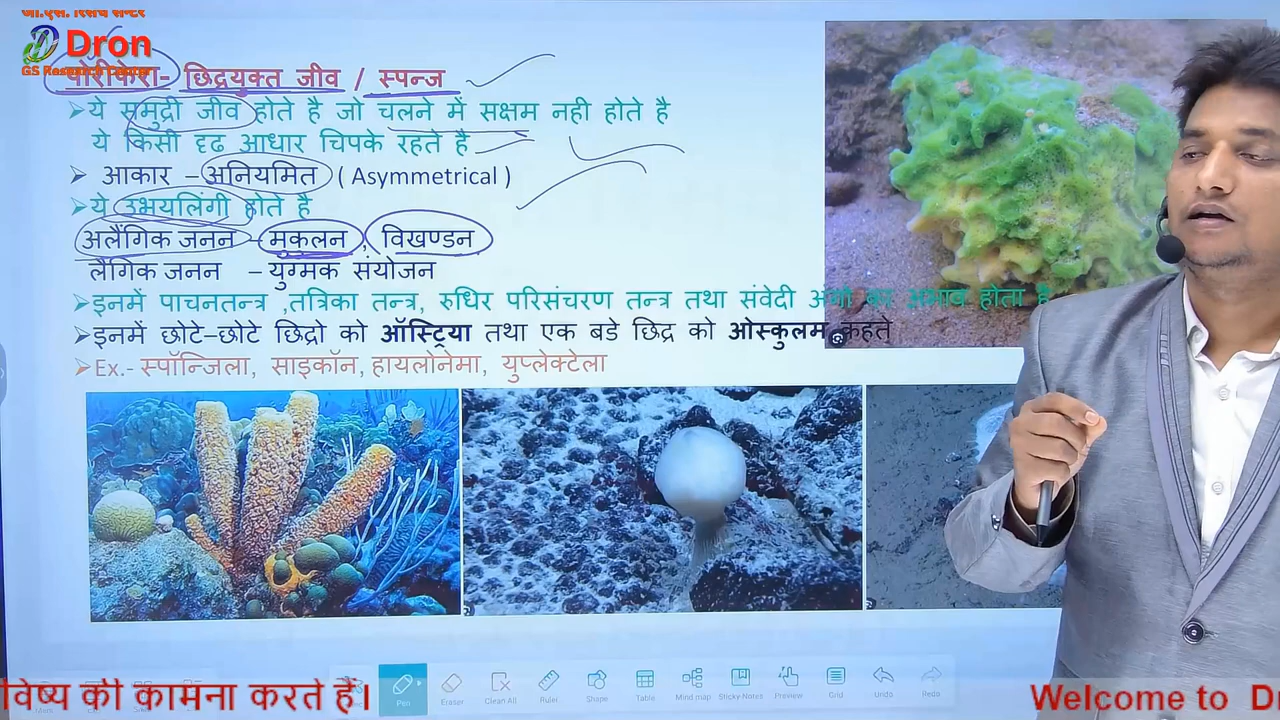 जी.एस. रिसर्च सेन्टर
Dron
GS Research Center
पोरीफेरा- छिद्रयुक्त जीव / स्पन्ज
➢ये समुद्री जीव होते है जो चलने में सक्षम नही होते है
ये किसी दृढ आधार चिपके रहते है
➢ आकार – अनियमित ( Asymmetrical )
➢ये उभयलिंगी होते है
अलैंगिक जनन – मुकुलन , विखण्डन
लैंगिक जनन – युग्मक संयोजन
➢इनमें पाचनतन्त्र ,तंत्रिका तन्त्र, रुधिर परिसंचरण तन्त्र तथा संवेदी अंगो का अभाव होता है
➢इनमें छोटे–छोटे छिद्रो को ऑस्ट्रिया तथा एक बडे छिद्र को ओस्कुलम कहते
➢Ex.- स्पॉन्जिला, साइकॉन, हायलोनेमा, युप्लेक्टेला
Pen Eraser Clean All Ruler Shape Table Mind map Sticky-Notes Preview Grid Undo Redo
विष्य की कामना करते हैं। Welcome to D